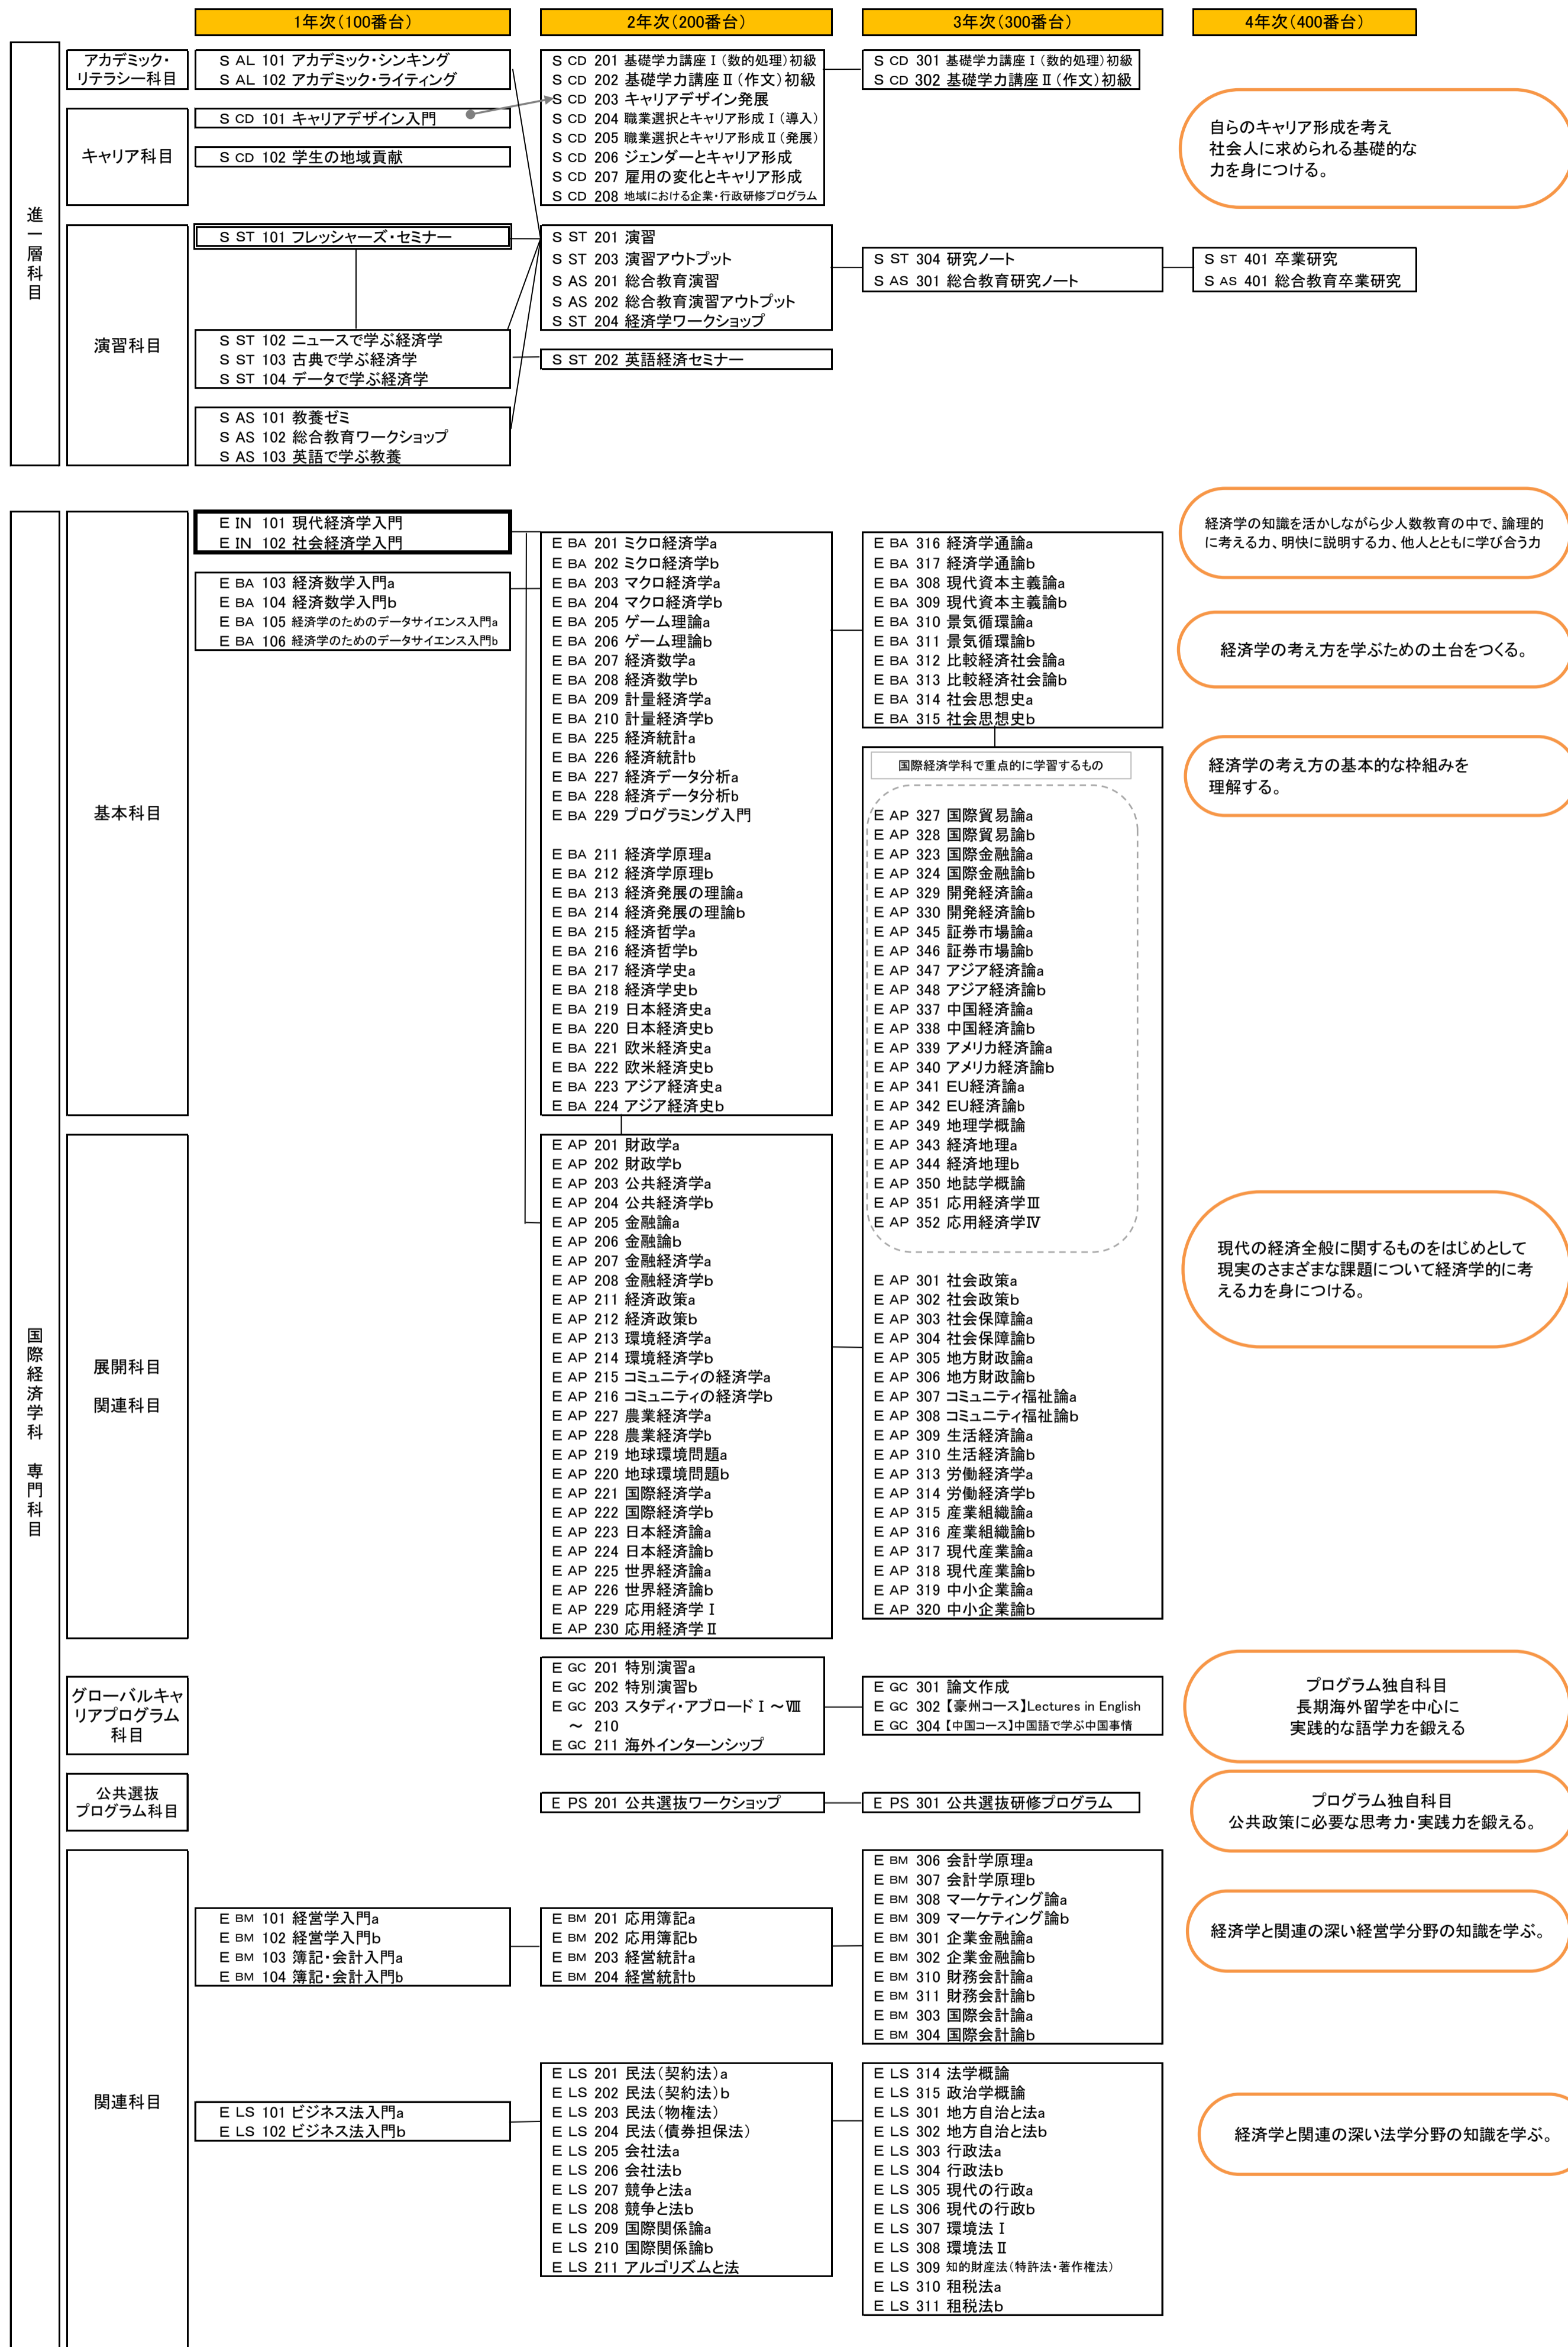 1年次（100番台）
2年次（200番台）
3年次（300番台）
4年次（400番台）
進一層科目
アカデミック・
リテラシー科目
S AL 101 アカデミック・シンキング
S AL 102 アカデミック・ライティング
S CD 201 基礎学力講座Ⅰ（数的処理）初級
S CD 202 基礎学力講座Ⅱ（作文）初級
S CD 203 キャリアデザイン発展
S CD 204 職業選択とキャリア形成Ⅰ（導入）
S CD 205 職業選択とキャリア形成Ⅱ（発展）
S CD 206 ジェンダーとキャリア形成
S CD 207 雇用の変化とキャリア形成
S CD 208 地域における企業・行政研修プログラム
S CD 301 基礎学力講座Ⅰ（数的処理）初級
S CD 302 基礎学力講座Ⅱ（作文）初級
キャリア科目
S CD 101 キャリアデザイン入門
S CD 102 学生の地域貢献
自らのキャリア形成を考え
社会人に求められる基礎的な
力を身につける。
演習科目
S ST 101 フレッシャーズ・セミナー
S ST 102 ニュースで学ぶ経済学
S ST 103 古典で学ぶ経済学
S ST 104 データで学ぶ経済学
S AS 101 教養ゼミ
S AS 102 総合教育ワークショップ
S AS 103 英語で学ぶ教養
S ST 201 演習
S ST 203 演習アウトプット
S AS 201 総合教育演習
S AS 202 総合教育演習アウトプット
S ST 204 経済学ワークショップ
S ST 202 英語経済セミナー
S ST 304 研究ノート
S AS 301 総合教育研究ノート
S ST 401 卒業研究
S AS 401 総合教育卒業研究
国際経済学科 専門科目
基本科目
E IN 101 現代経済学入門
E IN 102 社会経済学入門
E BA 103 経済数学入門a
E BA 104 経済数学入門b
E BA 105 経済学のためのデータサイエンス入門a
E BA 106 経済学のためのデータサイエンス入門b
E BA 201 ミクロ経済学a
E BA 202 ミクロ経済学b
E BA 203 マクロ経済学a
E BA 204 マクロ経済学b
E BA 205 ゲーム理論a
E BA 206 ゲーム理論b
E BA 207 経済数学a
E BA 208 経済数学b
E BA 209 計量経済学a
E BA 210 計量経済学b
E BA 225 経済統計a
E BA 226 経済統計b
E BA 227 経済データ分析a
E BA 228 経済データ分析b
E BA 229 プログラミング入門
E BA 211 経済学原理a
E BA 212 経済学原理b
E BA 213 経済発展の理論a
E BA 214 経済発展の理論b
E BA 215 経済哲学a
E BA 216 経済哲学b
E BA 217 経済学史a
E BA 218 経済学史b
E BA 219 日本経済史a
E BA 220 日本経済史b
E BA 221 欧米経済史a
E BA 222 欧米経済史b
E BA 223 アジア経済史a
E BA 224 アジア経済史b
E BA 316 経済学通論a
E BA 317 経済学通論b
E BA 308 現代資本主義論a
E BA 309 現代資本主義論b
E BA 310 景気循環論a
E BA 311 景気循環論b
E BA 312 比較経済社会論a
E BA 313 比較経済社会論b
E BA 314 社会思想史a
E BA 315 社会思想史b
国際経済学科で重点的に学習するもの
E AP 327 国際貿易論a
E AP 328 国際貿易論b
E AP 323 国際金融論a
E AP 324 国際金融論b
E AP 329 開発経済論a
E AP 330 開発経済論b
E AP 345 証券市場論a
E AP 346 証券市場論b
E AP 347 アジア経済論a
E AP 348 アジア経済論b
E AP 337 中国経済論a
E AP 338 中国経済論b
E AP 339 アメリカ経済論a
E AP 340 アメリカ経済論b
E AP 341 EU経済論a
E AP 342 EU経済論b
E AP 349 地理学概論
E AP 343 経済地理a
E AP 344 経済地理b
E AP 350 地誌学概論
E AP 351 応用経済学Ⅲ
E AP 352 応用経済学Ⅳ
E AP 301 社会政策a
E AP 302 社会政策b
E AP 303 社会保障論a
E AP 304 社会保障論b
E AP 305 地方財政論a
E AP 306 地方財政論b
E AP 307 コミュニティ福祉論a
E AP 308 コミュニティ福祉論b
E AP 309 生活経済論a
E AP 310 生活経済論b
E AP 313 労働経済学a
E AP 314 労働経済学b
E AP 315 産業組織論a
E AP 316 産業組織論b
E AP 317 現代産業論a
E AP 318 現代産業論b
E AP 319 中小企業論a
E AP 320 中小企業論b
経済学の知識を活かしながら少人数教育の中で、論理的
に考える力、明快に説明する力、他人とともに学び合う力
経済学の考え方を学ぶための土台をつくる。
経済学の考え方の基本的な枠組みを
理解する。
展開科目
関連科目
E AP 201 財政学a
E AP 202 財政学b
E AP 203 公共経済学a
E AP 204 公共経済学b
E AP 205 金融論a
E AP 206 金融論b
E AP 207 金融経済学a
E AP 208 金融経済学b
E AP 211 経済政策a
E AP 212 経済政策b
E AP 213 環境経済学a
E AP 214 環境経済学b
E AP 215 コミュニティの経済学a
E AP 216 コミュニティの経済学b
E AP 227 農業経済学a
E AP 228 農業経済学b
E AP 219 地球環境問題a
E AP 220 地球環境問題b
E AP 221 国際経済学a
E AP 222 国際経済学b
E AP 223 日本経済論a
E AP 224 日本経済論b
E AP 225 世界経済論a
E AP 226 世界経済論b
E AP 229 応用経済学Ⅰ
E AP 230 応用経済学Ⅱ
現代の経済全般に関するものをはじめとして
現実のさまざまな課題について経済学的に考
える力を身につける。
グローバルキャ
リアプログラム
科目
E GC 201 特別演習a
E GC 202 特別演習b
E GC 203 スタディ・アブロードⅠ～Ⅷ
～ 210
E GC 211 海外インターンシップ
E GC 301 論文作成
E GC 302 【豪州コース】Lectures in English
E GC 304 【中国コース】中国語で学ぶ中国事情
プログラム独自科目
長期海外留学を中心に
実践的な語学力を鍛える
公共選抜
プログラム科目
E PS 201 公共選抜ワークショップ
E PS 301 公共選抜研修プログラム
プログラム独自科目
公共政策に必要な思考力・実践力を鍛える。
関連科目
E BM 101 経営学入門a
E BM 102 経営学入門b
E BM 103 簿記・会計入門a
E BM 104 簿記・会計入門b
E BM 201 応用簿記a
E BM 202 応用簿記b
E BM 203 経営統計a
E BM 204 経営統計b
E BM 306 会計学原理a
E BM 307 会計学原理b
E BM 308 マーケティング論a
E BM 309 マーケティング論b
E BM 301 企業金融論a
E BM 302 企業金融論b
E BM 310 財務会計論a
E BM 311 財務会計論b
E BM 303 国際会計論a
E BM 304 国際会計論b
経済学と関連の深い経営学分野の知識を学ぶ。
E LS 101 ビジネス法入門a
E LS 102 ビジネス法入門b
E LS 201 民法（契約法）a
E LS 202 民法（契約法）b
E LS 203 民法（物権法）
E LS 204 民法（債券担保法）
E LS 205 会社法a
E LS 206 会社法b
E LS 207 競争と法a
E LS 208 競争と法b
E LS 209 国際関係論a
E LS 210 国際関係論b
E LS 211 アルゴリズムと法
E LS 314 法学概論
E LS 315 政治学概論
E LS 301 地方自治と法a
E LS 302 地方自治と法b
E LS 303 行政法a
E LS 304 行政法b
E LS 305 現代の行政a
E LS 306 現代の行政b
E LS 307 環境法Ⅰ
E LS 308 環境法Ⅱ
E LS 309 知的財産法（特許法・著作権法）
E LS 310 租税法a
E LS 311 租税法b
経済学と関連の深い法学分野の知識を学ぶ。